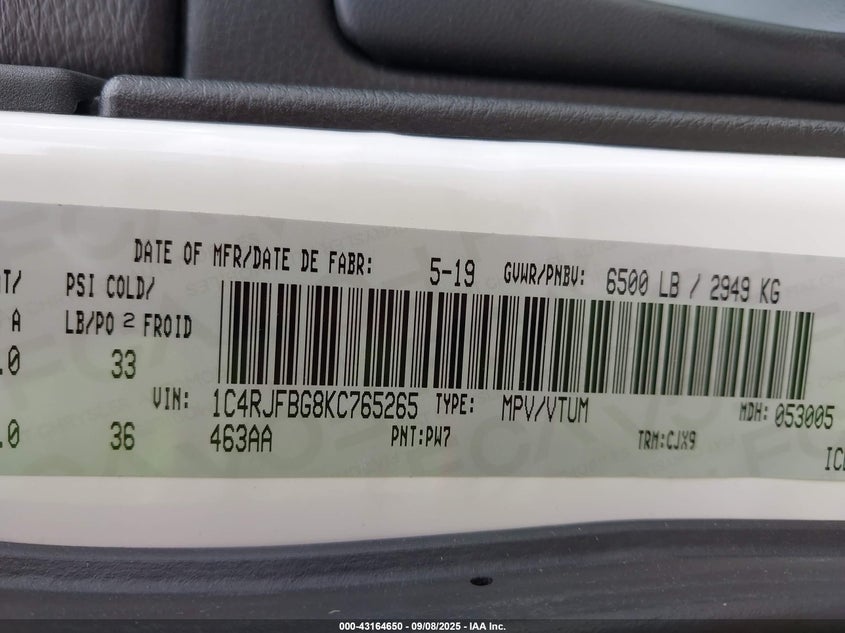 DATE OF MFR/DATE DE FABR: 5-19 GVWR/PNBV: 6500 LB / 2949 KG
T/ PSI COLD/
A LB/PO 2 FROID
.0 33
VIN: 1C4RJFBG8KC765265 TYPE: MPV/VTUM MDH: 053005
.0 36 463AA PNT:PW7 TRM:CJX9
000-43164650 - 09/08/2025 - IAA Inc.